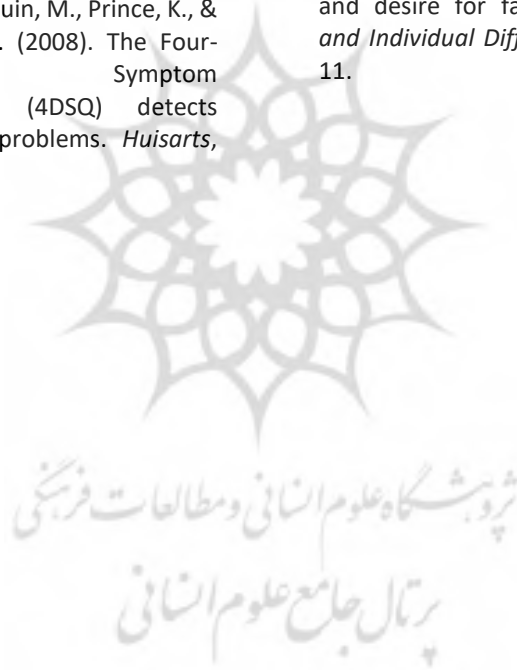 uin, M., Prince, K., &
. (2008). The Four-
Symptom
(4DSQ) detects
problems. Huisarts,
and desire for fa
and Individual Diff
11.
پژوهشگاه علوم انسانی و مطالعات فرهنگی
پرتال جامع علوم انسانی